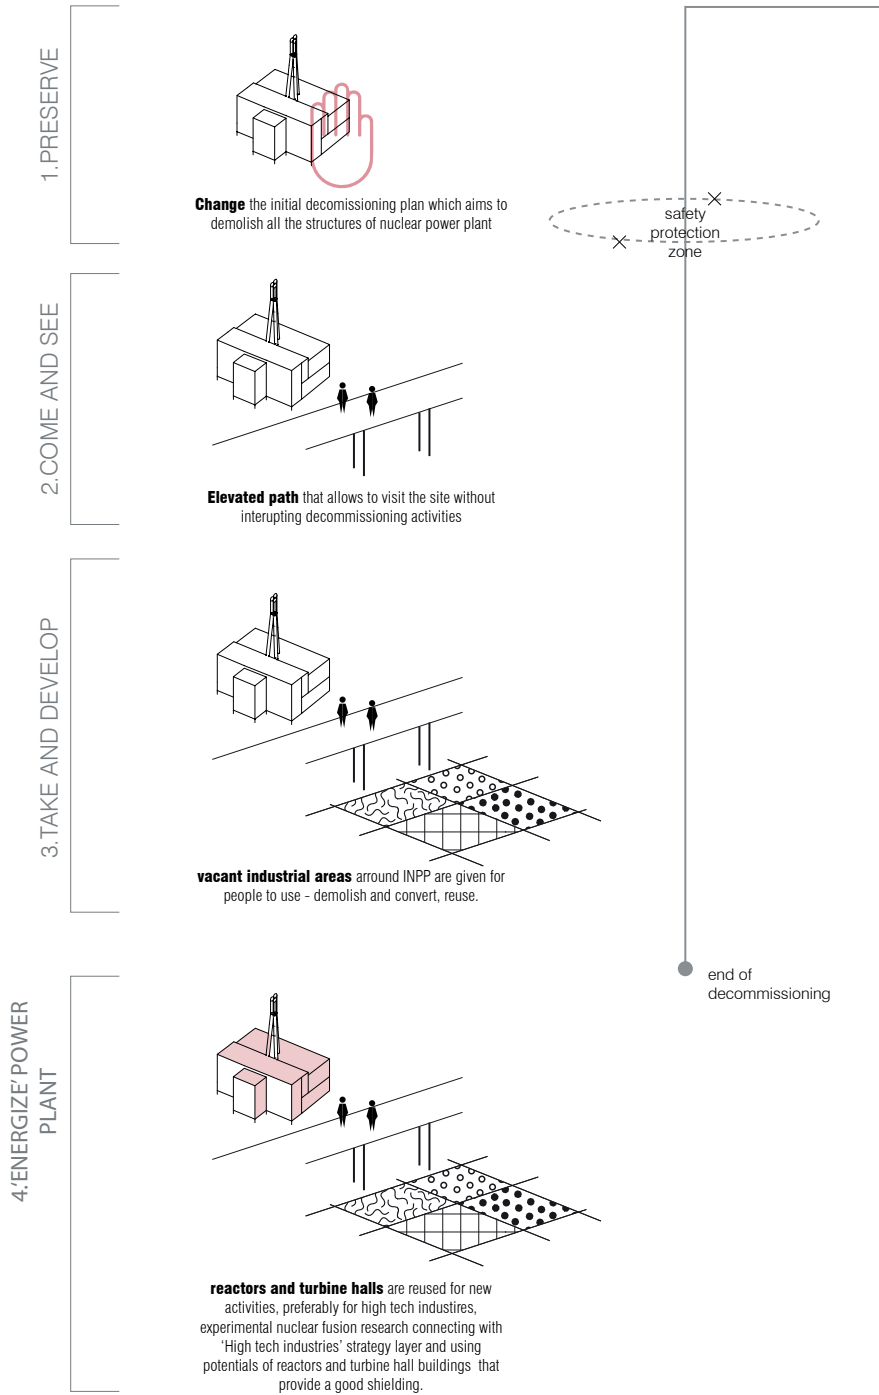 1.PRESERVE
Change the initial decomissioning plan which aims to
demolish all the structures of nuclear power plant
safety
protection
zone
2.COME AND SEE
Elevated path that allows to visit the site without
interupting decommissioning activities
3.TAKE AND DEVELOP
vacant industrial areas arround INPP are given for
people to use - demolish and convert, reuse.
end of
decommissioning
4.'ENERGIZE' POWER
PLANT
reactors and turbine halls are reused for new
activities, preferably for high tech industires,
experimental nuclear fusion research connecting with
‘High tech industries’ strategy layer and using
potentials of reactors and turbine hall buildings that
provide a good shielding.